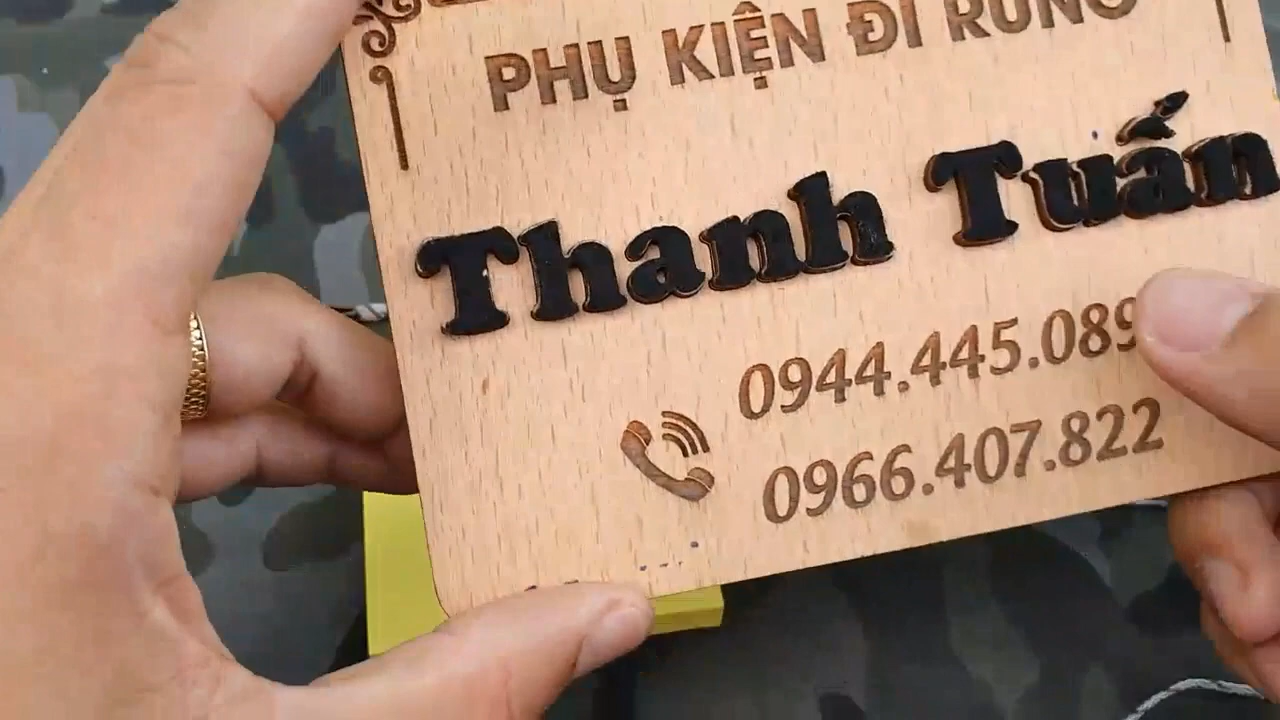 PHỤ KIỆN ĐI RỪNG
Thanh Tuấn
0944.445.089
0966.407.822